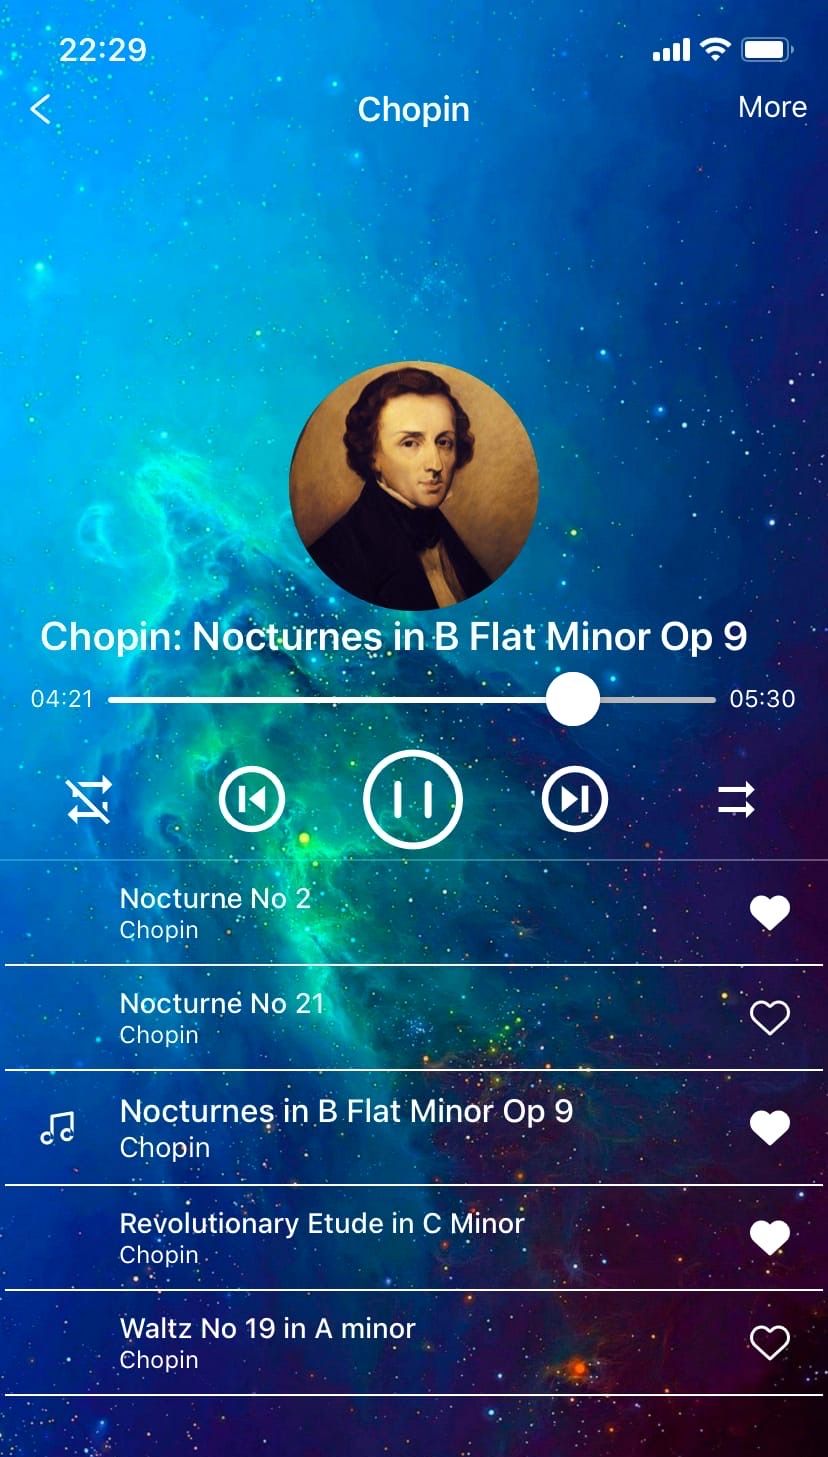 22:29
Chopin
More
Chopin: Nocturnes in B Flat Minor Op 9
04:21
05:30
Nocturne No 2
Chopin
Nocturne No 21
Chopin
Nocturnes in B Flat Minor Op 9
Chopin
Revolutionary Etude in C Minor
Chopin
Waltz No 19 in A minor
Chopin